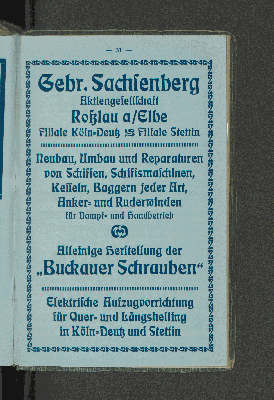 — 31 —
Gebr. Sachsenberg
Aktiengesellschaft
Roßlau a/Elbe
Filiale Köln-Deutz Filiale Stettin
Neubau, Umbau und Reparaturen
von Schiffen, Schiffsmaschinen,
Kesseln, Baggern jeder Art,
Anker- und Ruderwinden
für Dampf- und Handbetrieb
Alleinige Herstellung der
„Buckauer Schrauben“
Elektrische Aufzugvorrichtung
für Quer- und Längshelling
in Köln-Deutz und Stettin